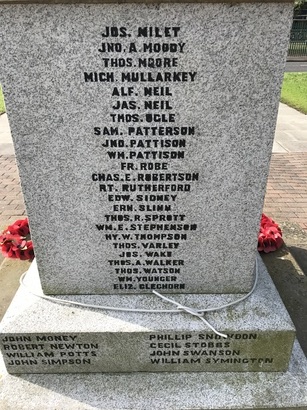 JOS. MILET
JNO. A. MOODY
THOS. MOORE
MICH. MULLARKEY
ALF. NEIL
JAS. NEIL
THOS. OGLE
SAM. PATTERSON
JNO. PATTISON
WM. PATTISON
FR. ROBE
CHAS. E. ROBERTSON
RT. RUTHERFORD
EDW. SIDNEY
ERN. SLINN
THOS. R. SPROTT
WM. E. STEPHENSON
HY. W. THOMPSON
THOS. VARLEY
JOS. WAKE
THOS. A. WALKER
THOS. WATSON
WM. YOUNGER
ELIZ. CLEGHORN
JOHN MONEY
ROBERT NEWTON
WILLIAM POTTS
JOHN SIMPSON
PHILLIP SNOWDON
CECIL STOBBS
JOHN SWANSON
WILLIAM SYMINGTON